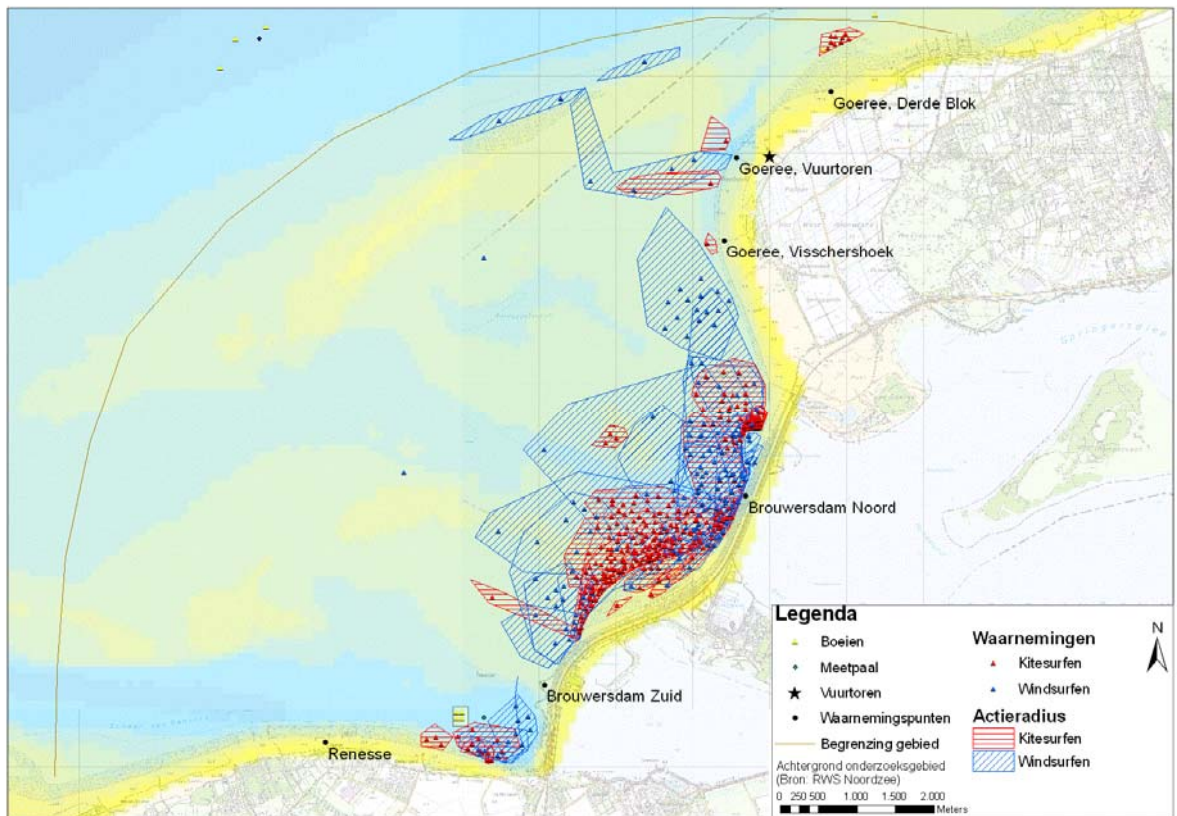 Goeree, Derde Blok
Goeree, Vuurtoren
Goeree, Visschershoek
Springersdiep
Brouwersdam Noord
Brouwersdam Zuid
Renesse
Legenda
Boeien
Meetpaal
Vuurtoren
Waarnemingspunten
Begrenzing gebied
Achtergrond onderzoeksgebied
(Bron: RWS Noordzee)
0 250 500 1.000 1.500 2.000
Meters
Waarnemingen
Kitesurfen
Windsurfen
Actieradius
Kitesurfen
Windsurfen
N